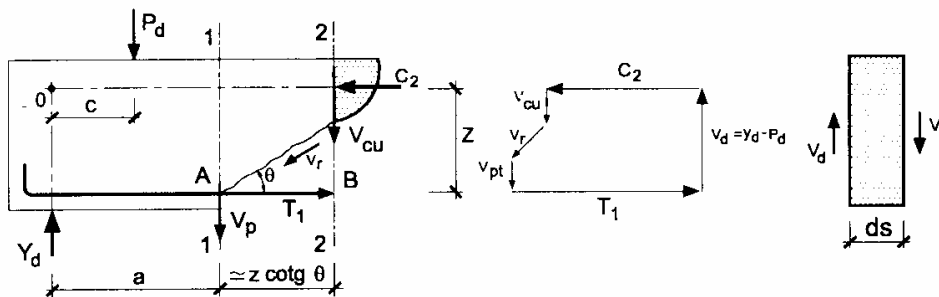 P_d
1
2
0
c
C_2
V_cu
v_r
θ
A
B
T_1
V_p
Y_d
1
2
a
≃z cotg θ
Z
C_2
V_cu
v_r
V_pt
T_1
V_d = y_d - P_d
V_d
V
ds